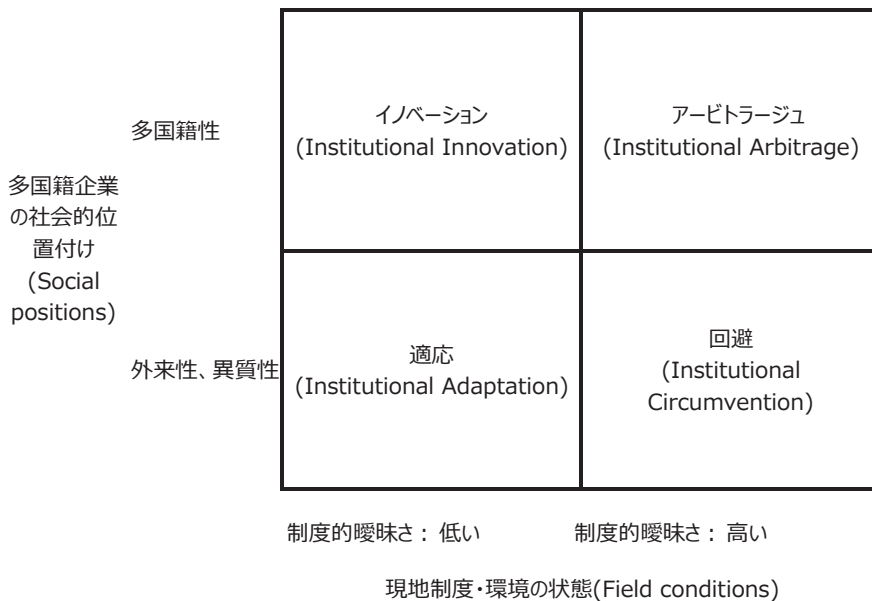 イノベーション
(Institutional Innovation)
アービトラージュ
(Institutional Arbitrage)
多国籍性
多国籍企業
の社会的位
置付け
(Social
positions)
適応
(Institutional Adaptation)
回避
(Institutional
Circumvention)
外来性、異質性
制度的曖昧さ：低い
制度的曖昧さ：高い
現地制度・環境の状態(Field conditions)